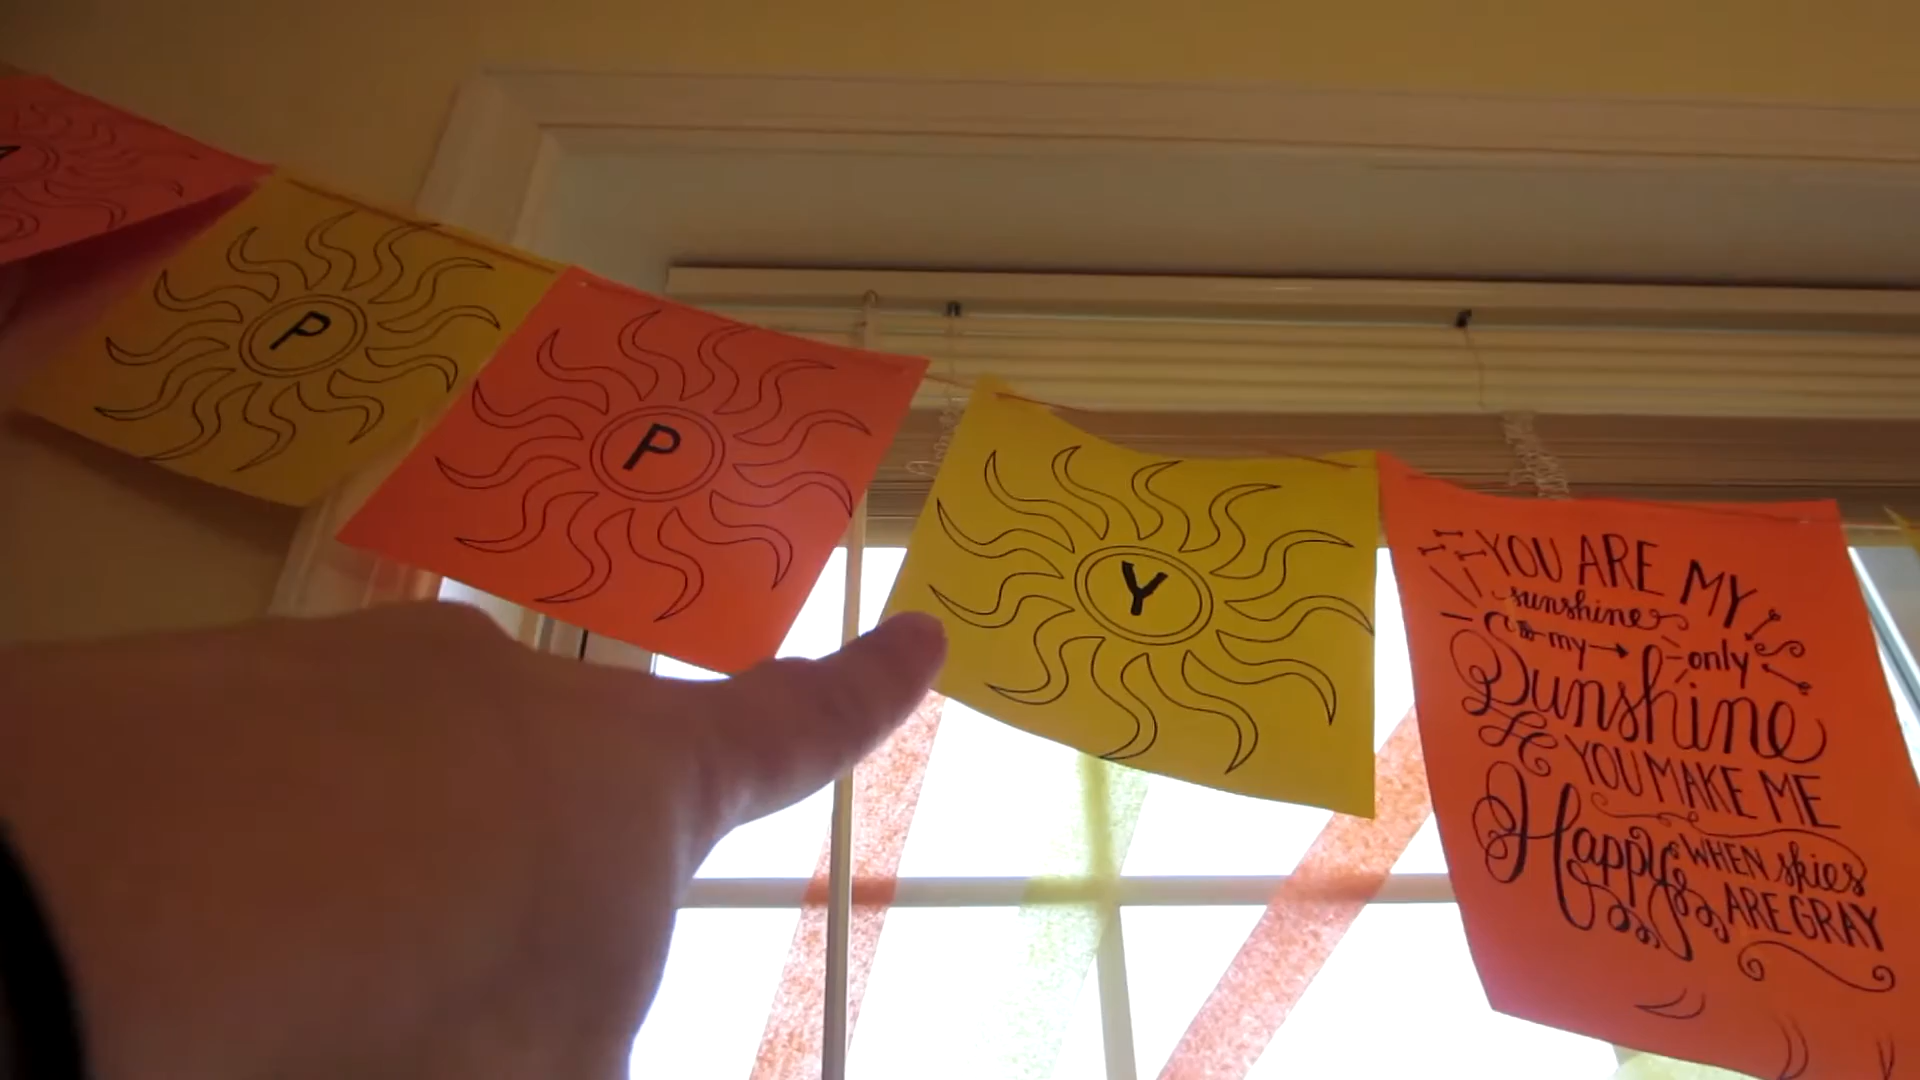 P
P
Y
YOU ARE MY
sunshine
my only
Sunshine
YOU MAKE ME
Happy WHEN skies
ARE GRAY